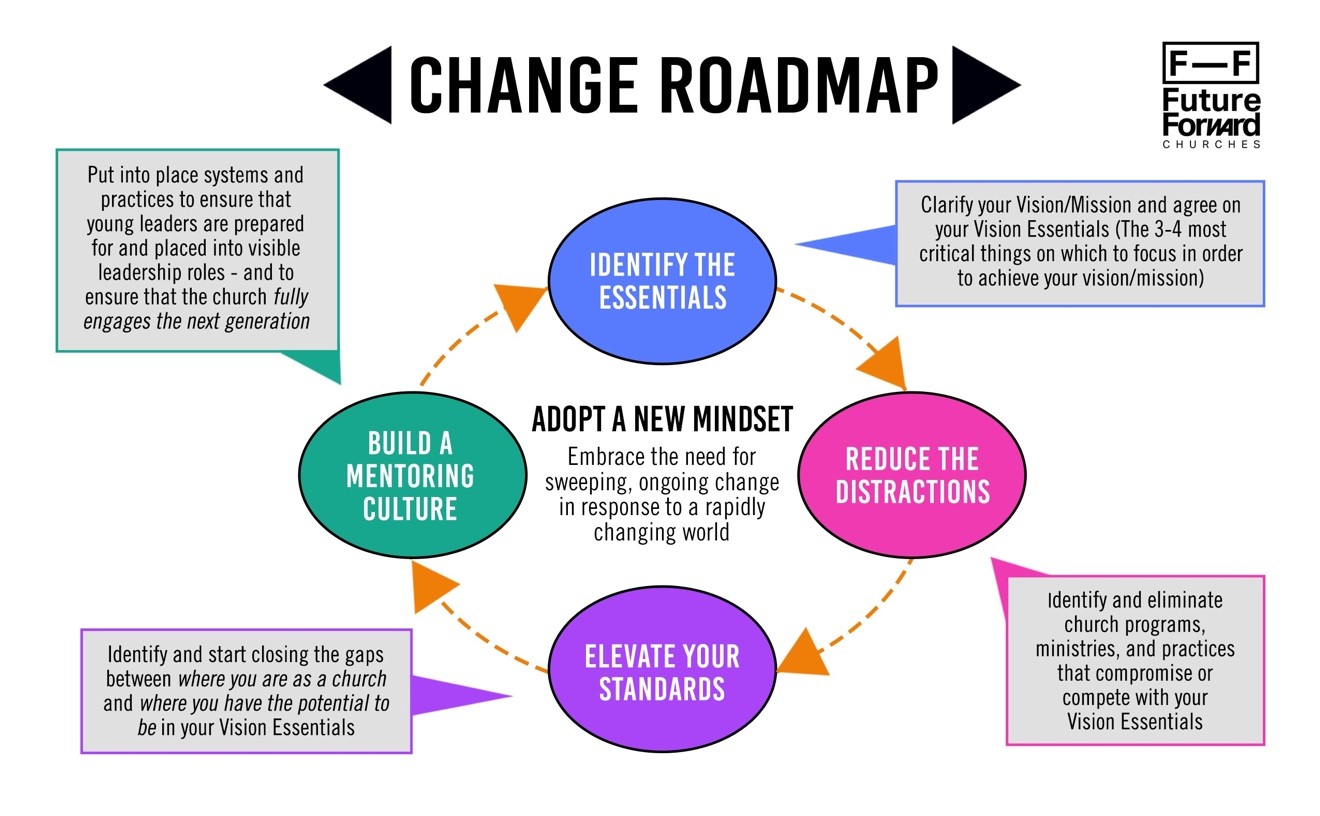 CHANGE ROADMAP
F—F
Future
Forward
CHURCHES
Put into place systems and
practices to ensure that
young leaders are prepared
for and placed into visible
leadership roles - and to
ensure that the church fully
engages the next generation
IDENTIFY THE
ESSENTIALS
Clarify your Vision/Mission and agree on
your Vision Essentials (The 3-4 most
critical things on which to focus in order
to achieve your vision/mission)
BUILD A
MENTORING
CULTURE
ADOPT A NEW MINDSET
Embrace the need for
sweeping, ongoing change
in response to a rapidly
changing world
REDUCE THE
DISTRACTIONS
Identify and start closing the gaps
between where you are as a church
and where you have the potential to
be in your Vision Essentials
ELEVATE YOUR
STANDARDS
Identify and eliminate
church programs,
ministries, and practices
that compromise or
compete with your
Vision Essentials